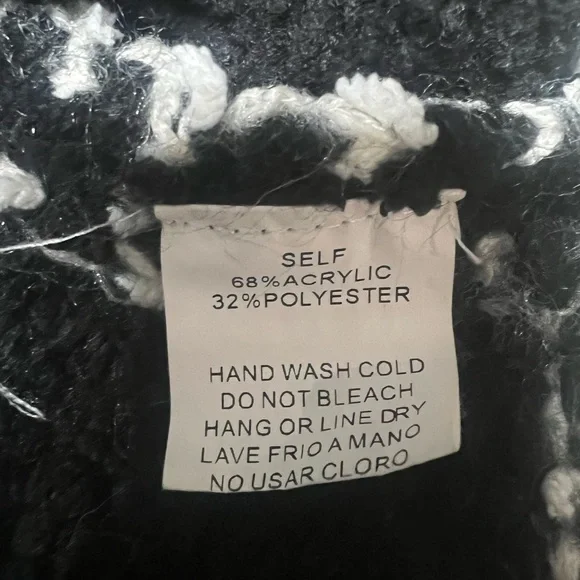 SELF
68%ACRYLIC
32%POLYESTER
HAND WASH COLD
DO NOT BLEACH
HANG OR LINE DRY
LAVE FRIO A MANO
NO USAR CLORO